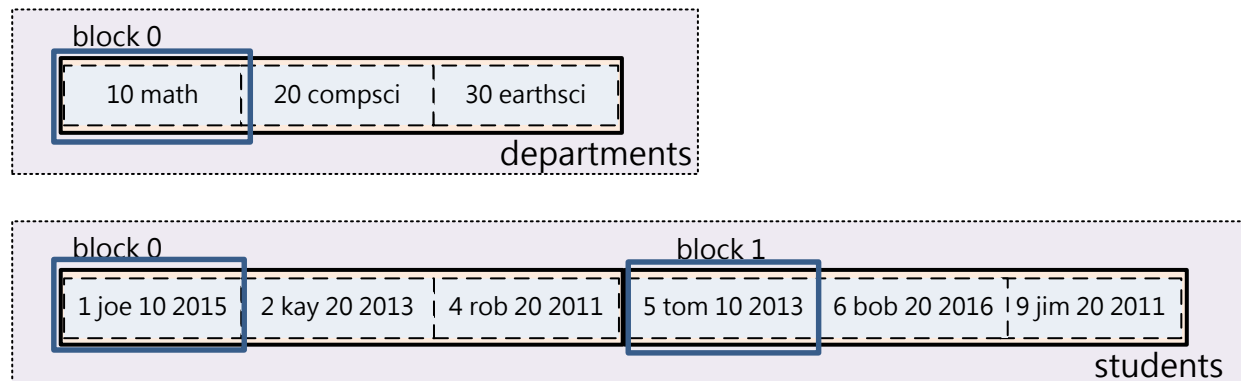 block 0
10 math 20 compsci 30 earthsci
departments
block 0 block 1
1 joe 10 2015 2 kay 20 2013 4 rob 20 2011 5 tom 10 2013 6 bob 20 2016 9 jim 20 2011
students